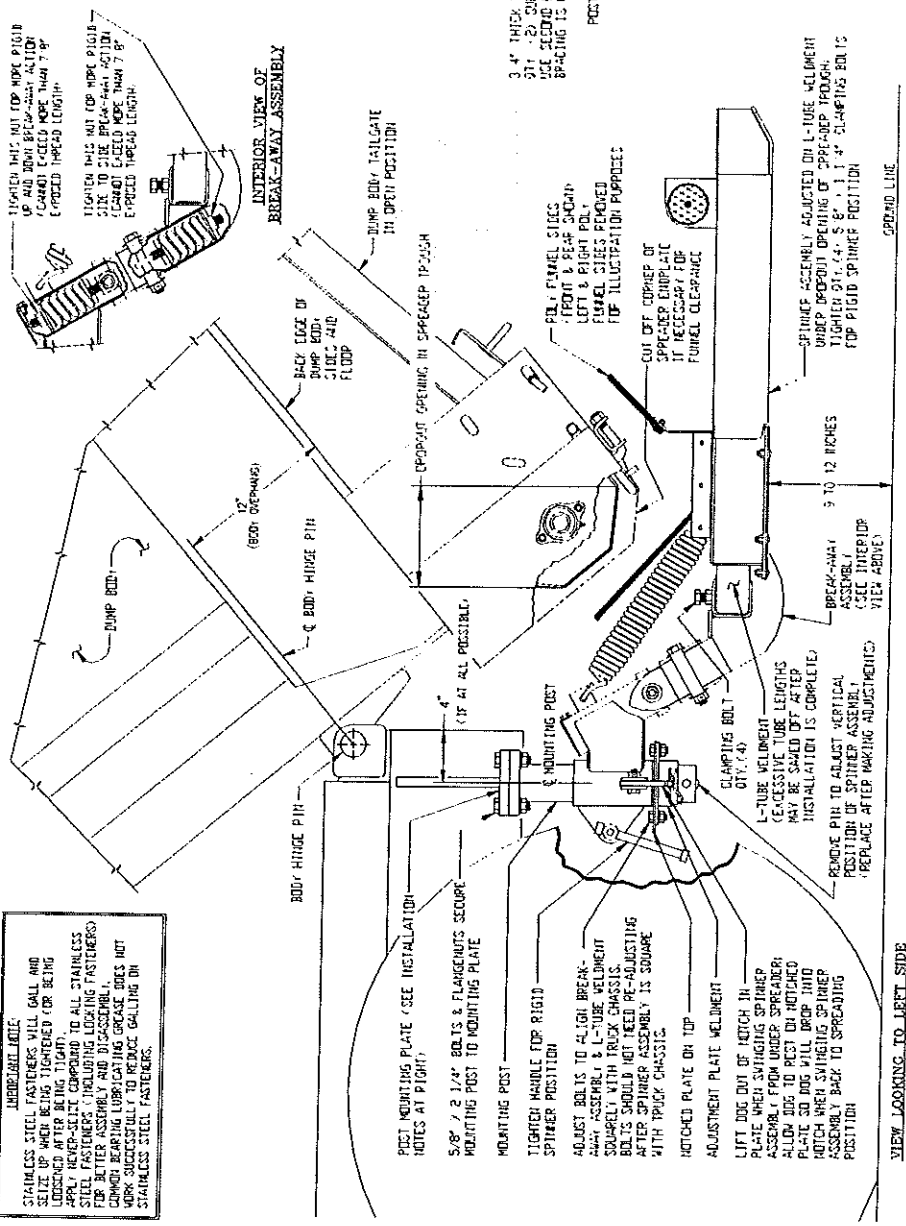 IMPORTANT NOTE:
STAINLESS STEEL FASTENERS WILL GALL AND
SEIZE UP WHEN BEING TIGHTENED (OR BEING
LOOSENED AFTER BEING TIGHT).
APPLY NEVER-SEIZE COMPOUND TO ALL STAINLESS
STEEL FASTENERS (INCLUDING LOCKING FASTENERS)
FOR BETTER ASSEMBLY AND DISASSEMBLY.
COMMON BEARING LUBRICATING GREASE DOES NOT
WORK SUCCESSFULLY TO REDUCE GALLING ON
STAINLESS STEEL FASTENERS.
TIGHTEN THIS NUT FOR MORE RIGID
UP AND DOWN BREAK-AWAY ACTION
(CANNOT EXCEED MORE THAN 7/8"
EXPOSED THREAD LENGTH)
TIGHTEN THIS NUT FOR MORE RIGID
SIDE TO SIDE BREAK-AWAY ACTION
(CANNOT EXCEED MORE THAN 7/8"
EXPOSED THREAD LENGTH)
INTERIOR VIEW OF
BREAK-AWAY ASSEMBLY
DUMP BODY
12"
(BODY OVERHANG)
℄ BODY HINGE PIN
BACK EDGE OF
DUMP BODY
SIDES AND
FLOOR
DUMP BODY TAILGATE
IN OPEN POSITION
DROPOUT OPENING IN SPREADER TROUGH
3/4" THICK
QTY. (2)
USE SECOND
SPACING IS
POST
BODY HINGE PIN
4"
(IF AT ALL POSSIBLE)
℄ MOUNTING POST
POLY FUNNEL SIDES
(FRONT & REAR SHOWN)
LEFT & RIGHT POLY
FUNNEL SIDES REMOVED
FOR ILLUSTRATION PURPOSES
CUT OFF CORNER OF
SPREADER ENDPLATE
IF NECESSARY FOR
FUNNEL CLEARANCE
POST MOUNTING PLATE (SEE INSTALLATION
NOTES AT RIGHT)
5/8" X 2 1/4" BOLTS & FLANGENUTS SECURE
MOUNTING POST TO MOUNTING PLATE
MOUNTING POST
TIGHTEN HANDLE FOR RIGID
SPINNER POSITION
ADJUST BOLTS TO ALIGN BREAK-
AWAY ASSEMBLY & L-TUBE WELDMENT
SQUARELY WITH TRUCK CHASSIS.
BOLTS SHOULD NOT NEED RE-ADJUSTING
AFTER SPINNER ASSEMBLY IS SQUARE
WITH TRUCK CHASSIS.
NOTCHED PLATE ON TOP
ADJUSTMENT PLATE WELDMENT
LIFT DOG OUT OF NOTCH IN
PLATE WHEN SWINGING SPINNER
ASSEMBLY FROM UNDER SPREADER;
ALLOW DOG TO REST ON NOTCHED
PLATE SO DOG WILL DROP INTO
NOTCH WHEN SWINGING SPINNER
ASSEMBLY BACK TO SPREADING
POSITION
CLAMPING BOLT
QTY. (4)
L-TUBE WELDMENT
(EXCESSIVE TUBE LENGTHS
MAY BE SAWED OFF AFTER
INSTALLATION IS COMPLETE)
REMOVE PIN TO ADJUST VERTICAL
POSITION OF SPINNER ASSEMBLY
(REPLACE AFTER MAKING ADJUSTMENTS)
BREAK-AWAY
ASSEMBLY
(SEE INTERIOR
VIEW ABOVE)
9 TO 12 INCHES
SPINNER ASSEMBLY ADJUSTED ON L-TUBE WELDMENT
UNDER DROPOUT OPENING OF SPREADER TROUGH.
TIGHTEN QTY. (4) 5/8" X 1 1/4" CLAMPING BOLTS
FOR RIGID SPINNER POSITION
GROUND LINE
VIEW LOOKING TO LEFT SIDE